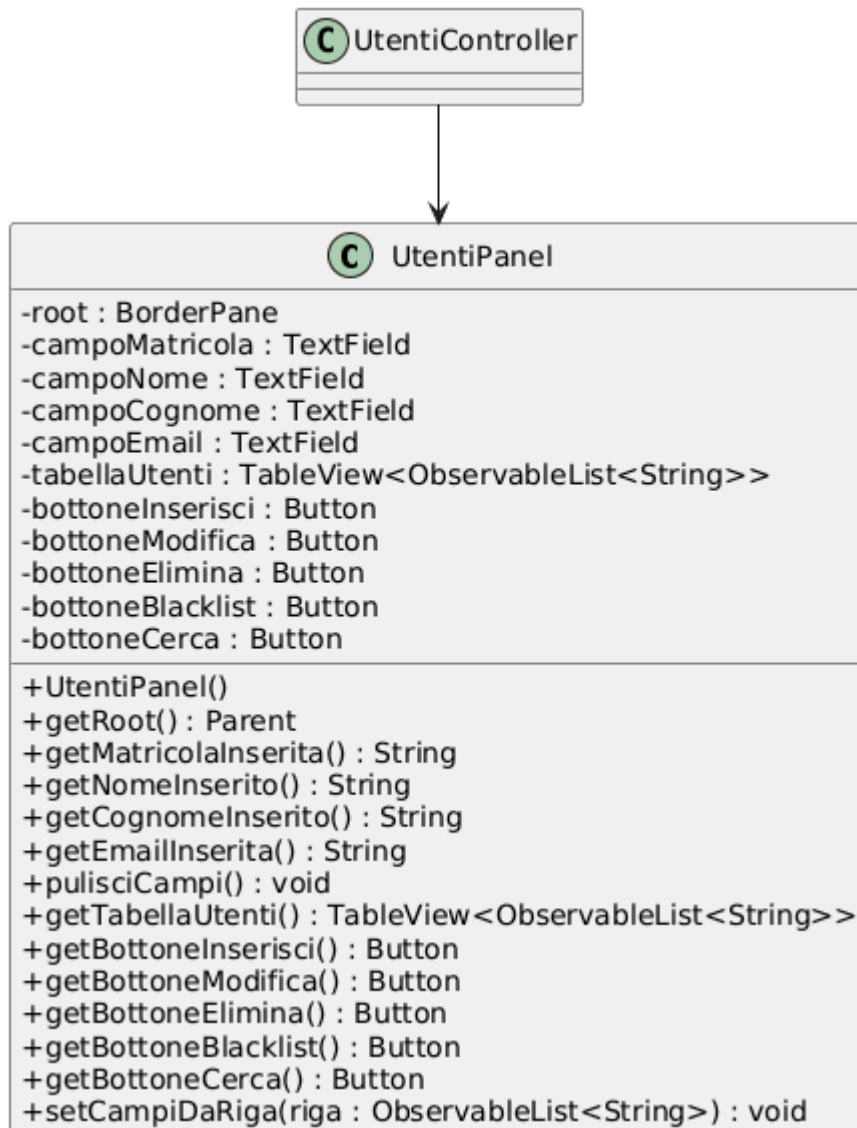 C UtentiController
C UtentiPanel
-root : BorderPane
-campoMatricola : TextField
-campoNome : TextField
-campoCognome : TextField
-campoEmail : TextField
-tabellaUtenti : TableView<ObservableList<String>>
-bottoneInserisci : Button
-bottoneModifica : Button
-bottoneElimina : Button
-bottoneBlacklist : Button
-bottoneCerca : Button
+UtentiPanel()
+getRoot() : Parent
+getMatricolaInserita() : String
+getNomeInserito() : String
+getCognomeInserito() : String
+getEmailInserita() : String
+pulisciCampi() : void
+getTabellaUtenti() : TableView<ObservableList<String>>
+getBottoneInserisci() : Button
+getBottoneModifica() : Button
+getBottoneElimina() : Button
+getBottoneBlacklist() : Button
+getBottoneCerca() : Button
+setCampiDaRiga(riga : ObservableList<String>) : void